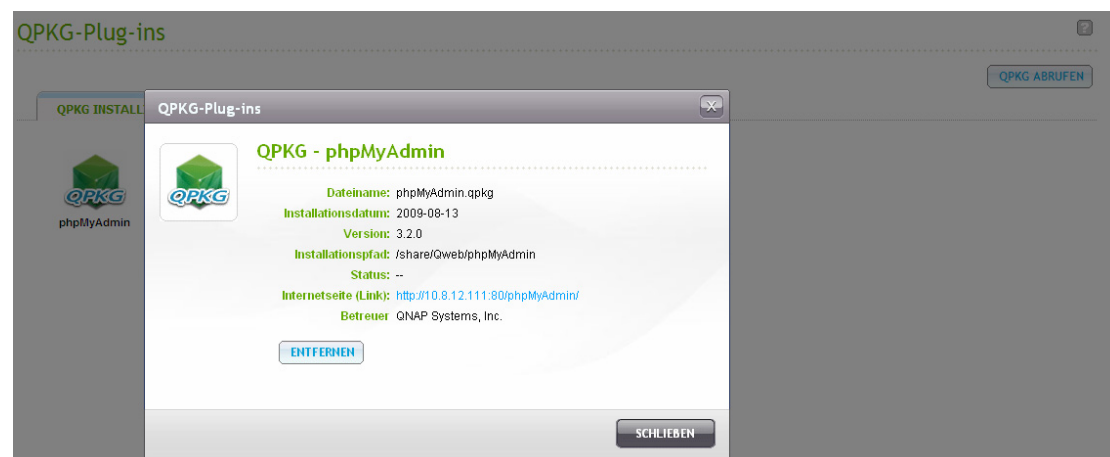 QPKG-Plug-ins
?
QPKG ABRUFEN
QPKG INSTALL
QPKG
phpMyAdmin
QPKG-Plug-ins
QPKG
QPKG - phpMyAdmin
Dateiname: phpMyAdmin.qpkg
Installationsdatum: 2009-08-13
Version: 3.2.0
Installationspfad: /share/Qweb/phpMyAdmin
Status: --
Internetseite (Link): http://10.8.12.111:80/phpMyAdmin/
Betreuer QNAP Systems, Inc.
ENTFERNEN
SCHLIEßEN